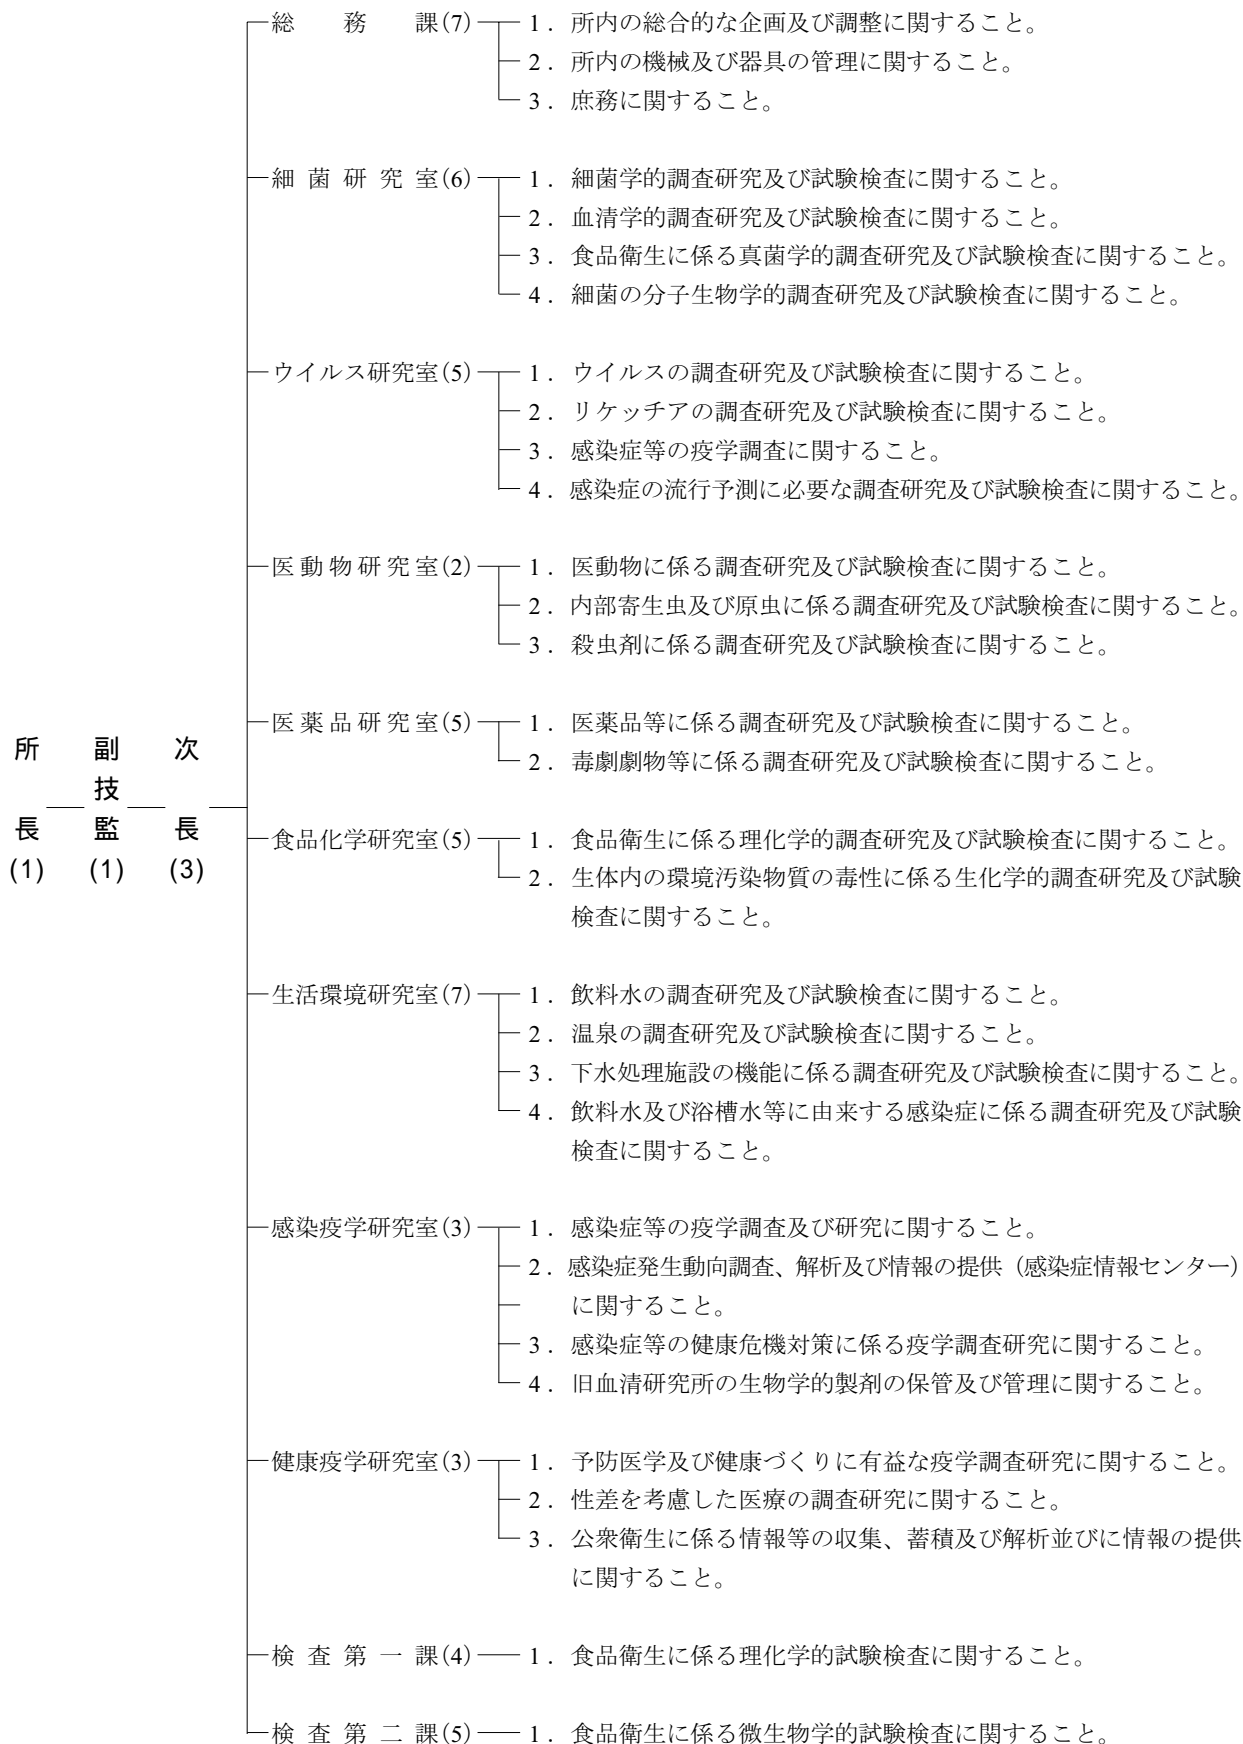 総務課(7) 1．所内の総合的な企画及び調整に関すること。
2．所内の機械及び器具の管理に関すること。
3．庶務に関すること。
細菌研究室(6) 1．細菌学的調査研究及び試験検査に関すること。
2．血清学的調査研究及び試験検査に関すること。
3．食品衛生に係る真菌学的調査研究及び試験検査に関すること。
4．細菌の分子生物学的調査研究及び試験検査に関すること。
ウイルス研究室(5) 1．ウイルスの調査研究及び試験検査に関すること。
2．リケッチアの調査研究及び試験検査に関すること。
3．感染症等の疫学調査に関すること。
4．感染症の流行予測に必要な調査研究及び試験検査に関すること。
医動物研究室(2) 1．医動物に係る調査研究及び試験検査に関すること。
2．内部寄生虫及び原虫に係る調査研究及び試験検査に関すること。
3．殺虫剤に係る調査研究及び試験検査に関すること。
所長(1) 副技監(1) 次長(3)
医薬品研究室(5) 1．医薬品等に係る調査研究及び試験検査に関すること。
2．毒劇劇物等に係る調査研究及び試験検査に関すること。
食品化学研究室(5) 1．食品衛生に係る理化学的調査研究及び試験検査に関すること。
2．生体内の環境汚染物質の毒性に係る生化学的調査研究及び試験
検査に関すること。
生活環境研究室(7) 1．飲料水の調査研究及び試験検査に関すること。
2．温泉の調査研究及び試験検査に関すること。
3．下水処理施設の機能に係る調査研究及び試験検査に関すること。
4．飲料水及び浴槽水等に由来する感染症に係る調査研究及び試験
検査に関すること。
感染疫学研究室(3) 1．感染症等の疫学調査及び研究に関すること。
2．感染症発生動向調査、解析及び情報の提供（感染症情報センター）
に関すること。
3．感染症等の健康危機対策に係る疫学調査研究に関すること。
4．旧血清研究所の生物学的製剤の保管及び管理に関すること。
健康疫学研究室(3) 1．予防医学及び健康づくりに有益な疫学調査研究に関すること。
2．性差を考慮した医療の調査研究に関すること。
3．公衆衛生に係る情報等の収集、蓄積及び解析並びに情報の提供
に関すること。
検査第一課(4) 1．食品衛生に係る理化学的試験検査に関すること。
検査第二課(5) 1．食品衛生に係る微生物学的試験検査に関すること。